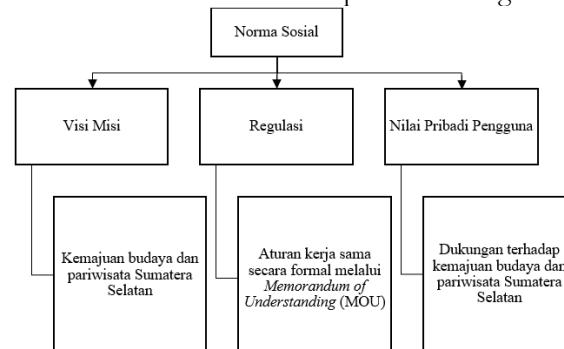 Norma Sosial
Visi Misi
Regulasi
Nilai Pribadi Pengguna
Kemajuan budaya dan
pariwisata Sumatera
Selatan
Aturan kerja sama
secara formal melalui
Memorandum of
Understanding (MOU)
Dukungan terhadap
kemajuan budaya dan
pariwisata Sumatera
Selatan